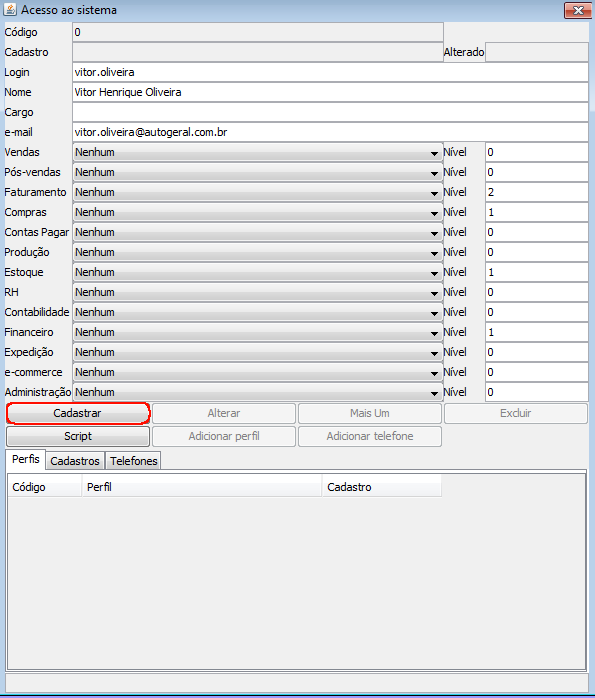 Acesso ao sistema
Código 0
Cadastro Alterado
Login vitor.oliveira
Nome Vitor Henrique Oliveira
Cargo
e-mail vitor.oliveira@autogeral.com.br
Vendas Nenhum Nível 0
Pós-vendas Nenhum Nível 0
Faturamento Nenhum Nível 2
Compras Nenhum Nível 1
Contas Pagar Nenhum Nível 0
Produção Nenhum Nível 0
Estoque Nenhum Nível 1
RH Nenhum Nível 0
Contabilidade Nenhum Nível 0
Financeiro Nenhum Nível 1
Expedição Nenhum Nível 0
e-commerce Nenhum Nível 0
Administração Nenhum Nível 0
Cadastrar Alterar Mais Um Excluir
Script Adicionar perfil Adicionar telefone
Perfis Cadastros Telefones
Código Perfil Cadastro